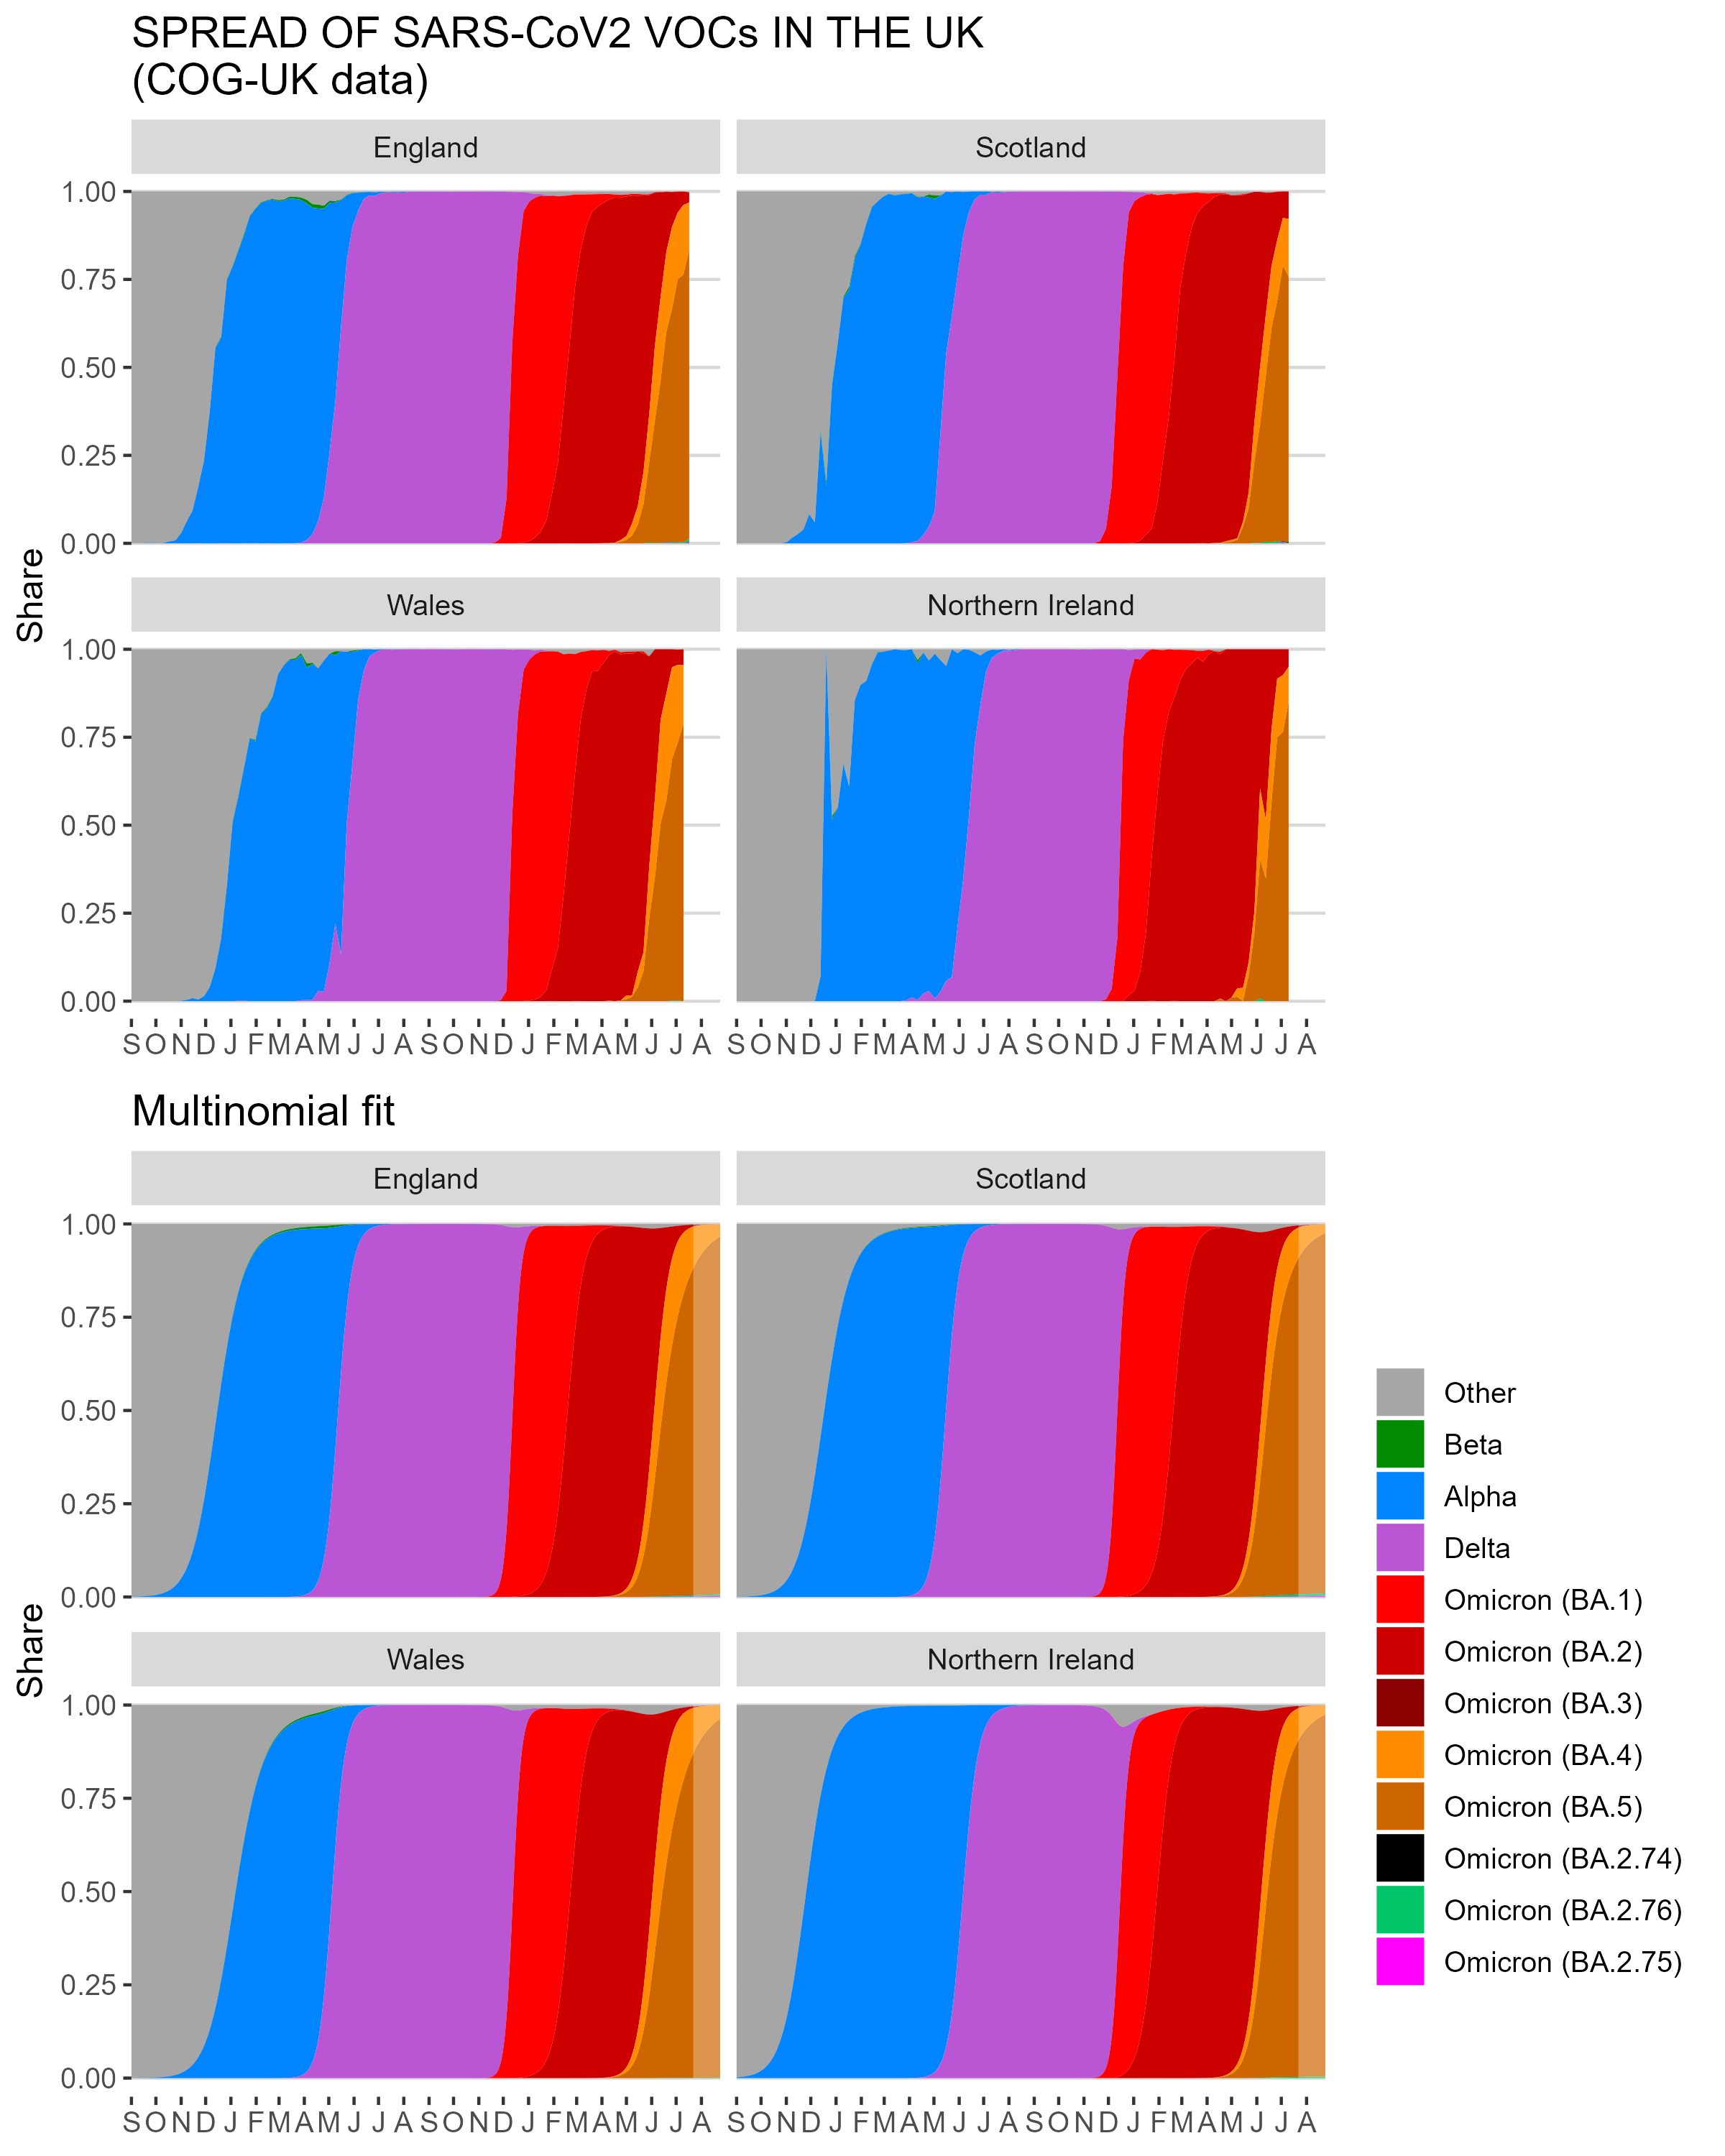 SPREAD OF SARS-CoV2 VOCs IN THE UK
(COG-UK data)
England Scotland
1.00
0.75
0.50
0.25
0.00
Share
Wales Northern Ireland
1.00
0.75
0.50
0.25
0.00
S O N D J F M A M J J A S O N D J F M A M J J A S O N D J F M A M J J A S O N D J F M A M J J A
Multinomial fit
England Scotland
1.00
0.75
0.50
0.25
0.00
Share
Wales Northern Ireland
1.00
0.75
0.50
0.25
0.00
S O N D J F M A M J J A S O N D J F M A M J J A S O N D J F M A M J J A S O N D J F M A M J J A
Other
Beta
Alpha
Delta
Omicron (BA.1)
Omicron (BA.2)
Omicron (BA.3)
Omicron (BA.4)
Omicron (BA.5)
Omicron (BA.2.74)
Omicron (BA.2.76)
Omicron (BA.2.75)